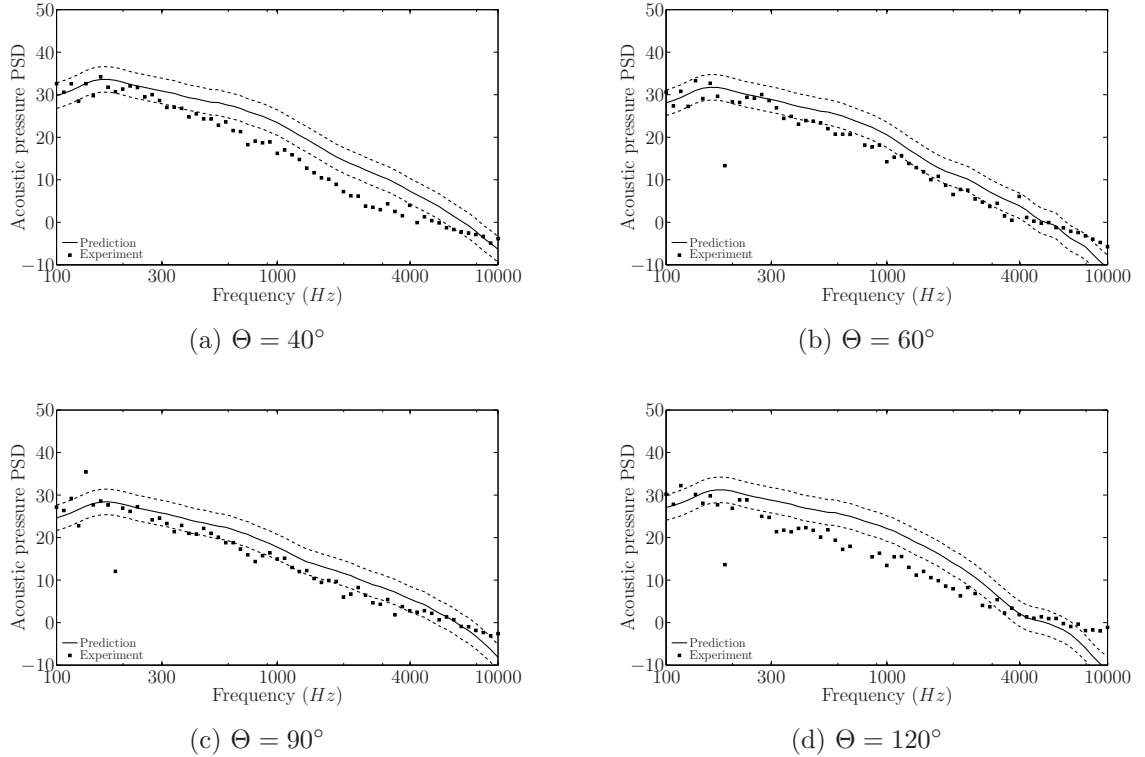 50
40
30
20
10
0
−10
Acoustic pressure PSD
Prediction
Experiment
100 300 1000 4000 10000
Frequency (Hz)
(a) Θ = 40°
50
40
30
20
10
0
−10
Acoustic pressure PSD
Prediction
Experiment
100 300 1000 4000 10000
Frequency (Hz)
(b) Θ = 60°
50
40
30
20
10
0
−10
Acoustic pressure PSD
Prediction
Experiment
100 300 1000 4000 10000
Frequency (Hz)
(c) Θ = 90°
50
40
30
20
10
0
−10
Acoustic pressure PSD
Prediction
Experiment
100 300 1000 4000 10000
Frequency (Hz)
(d) Θ = 120°